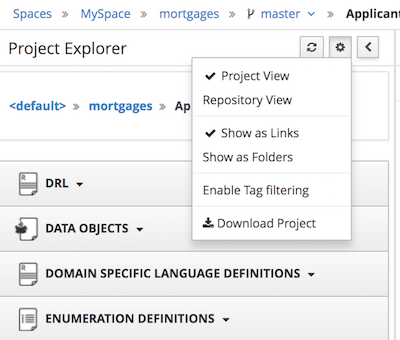 Spaces » MySpace » mortgages » master » Applicant
Project Explorer
<default> » mortgages » Ap
Project View
Repository View
Show as Links
Show as Folders
Enable Tag filtering
Download Project
DRL
DATA OBJECTS
DOMAIN SPECIFIC LANGUAGE DEFINITIONS
ENUMERATION DEFINITIONS